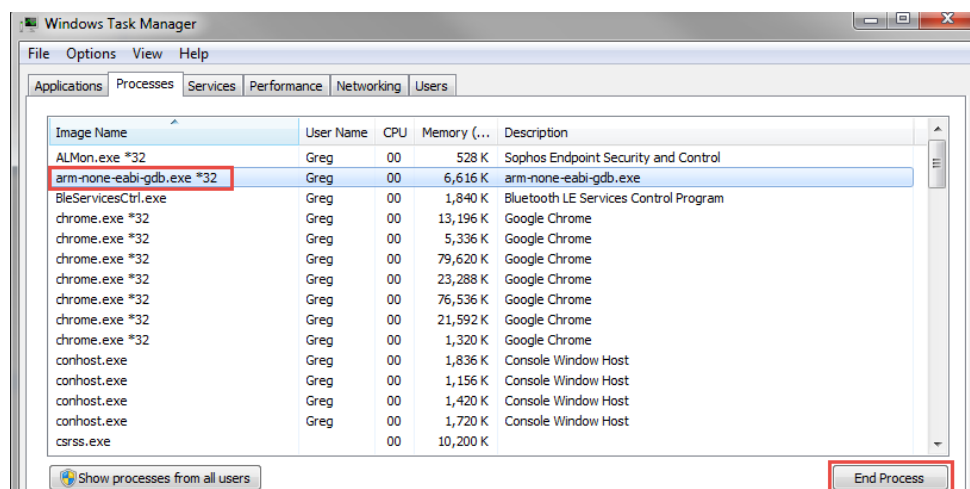 Windows Task Manager
File Options View Help
Applications Processes Services Performance Networking Users
Image Name User Name CPU Memory (... Description
ALMon.exe *32 Greg 00 528 K Sophos Endpoint Security and Control
arm-none-eabi-gdb.exe *32 Greg 00 6,616 K arm-none-eabi-gdb.exe
BleServicesCtrl.exe Greg 00 1,840 K Bluetooth LE Services Control Program
chrome.exe *32 Greg 00 13,196 K Google Chrome
chrome.exe *32 Greg 00 5,336 K Google Chrome
chrome.exe *32 Greg 00 79,620 K Google Chrome
chrome.exe *32 Greg 00 23,288 K Google Chrome
chrome.exe *32 Greg 00 76,536 K Google Chrome
chrome.exe *32 Greg 00 21,592 K Google Chrome
chrome.exe *32 Greg 00 1,320 K Google Chrome
conhost.exe Greg 00 1,836 K Console Window Host
conhost.exe Greg 00 1,156 K Console Window Host
conhost.exe Greg 00 1,420 K Console Window Host
conhost.exe Greg 00 1,720 K Console Window Host
csrss.exe 00 10,200 K
Show processes from all users End Process